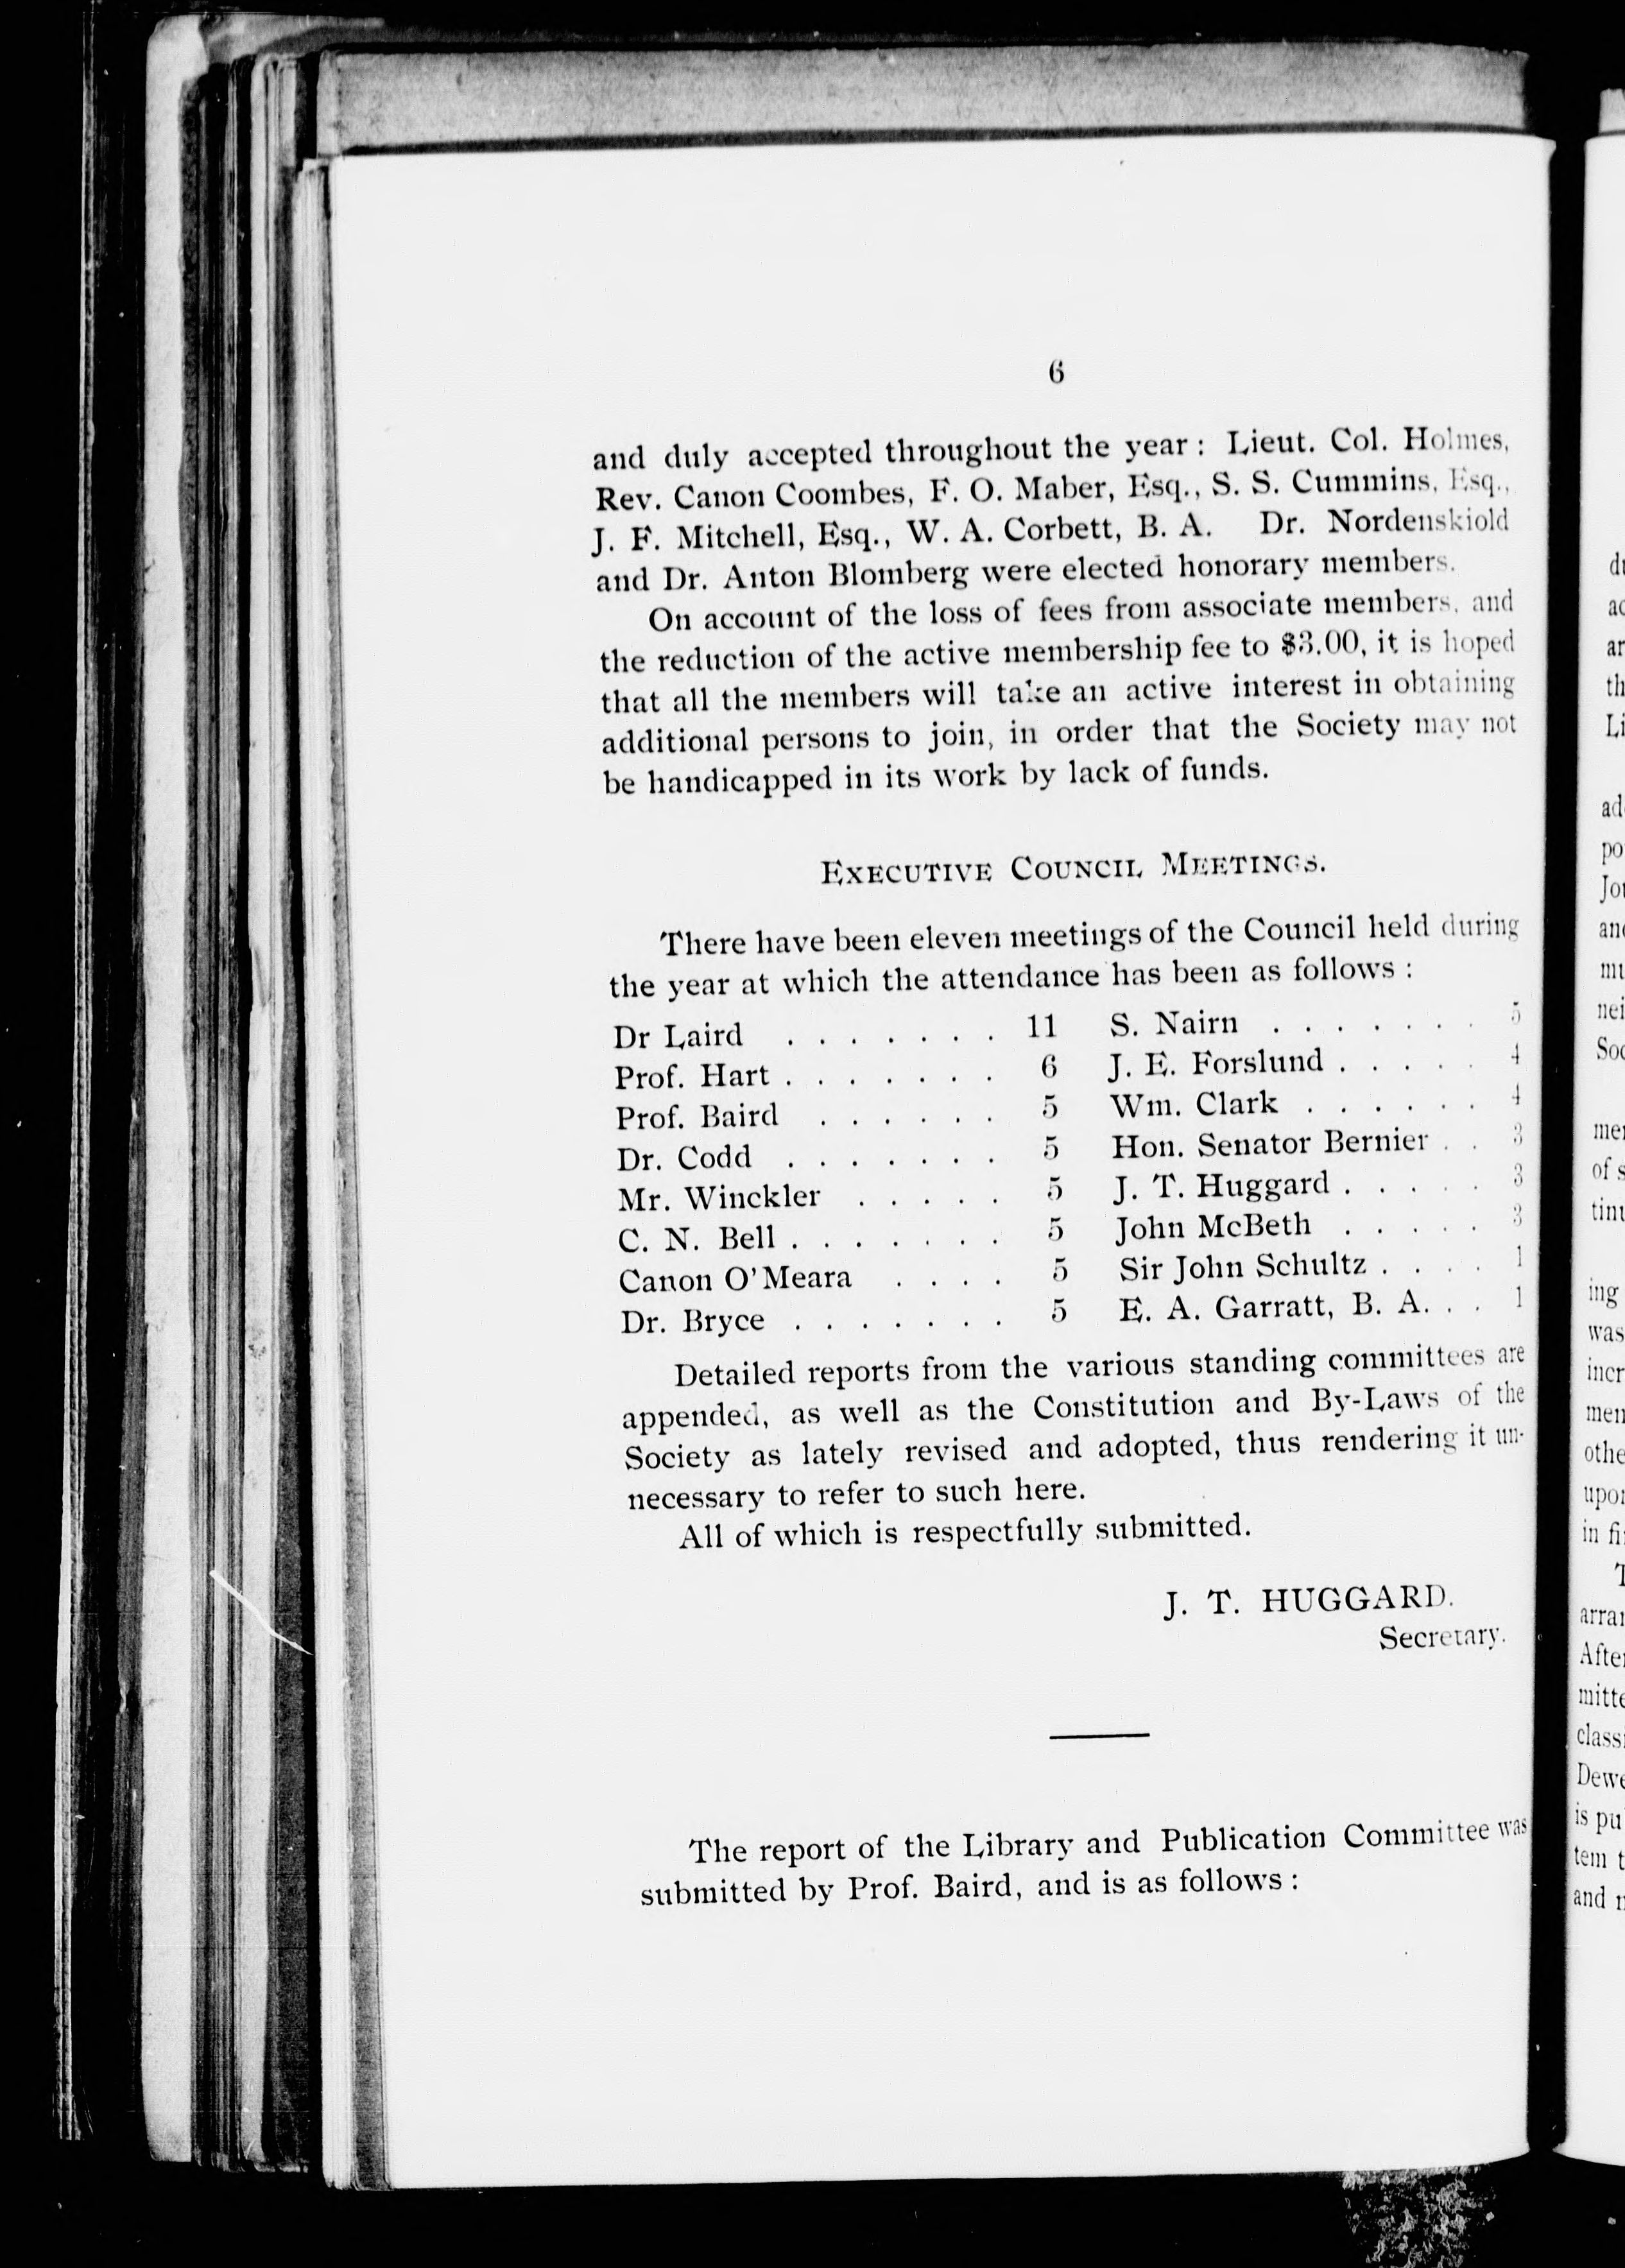 6
and duly accepted throughout the year : Lieut. Col. Holmes,
Rev. Canon Coombes, F. O. Maber, Esq., S. S. Cummins, Esq.,
J. F. Mitchell, Esq., W. A. Corbett, B. A. Dr. Nordenskiold
and Dr. Anton Blomberg were elected honorary members.
On account of the loss of fees from associate members, and
the reduction of the active membership fee to $3.00, it is hoped
that all the members will take an active interest in obtaining
additional persons to join, in order that the Society may not
be handicapped in its work by lack of funds.
EXECUTIVE COUNCIL MEETINGS.
There have been eleven meetings of the Council held during
the year at which the attendance has been as follows :
Dr Laird . . . . . . . 11 S. Nairn . . . . . . . 5
Prof. Hart . . . . . . . 6 J. E. Forslund . . . . . 4
Prof. Baird . . . . . . 5 Wm. Clark . . . . . . 4
Dr. Codd . . . . . . . 5 Hon. Senator Bernier . . 3
Mr. Winckler . . . . . 5 J. T. Huggard . . . . . 3
C. N. Bell . . . . . . . 5 John McBeth . . . . . 3
Canon O'Meara . . . . 5 Sir John Schultz . . . . 1
Dr. Bryce . . . . . . . 5 E. A. Garratt, B. A. . . 1
Detailed reports from the various standing committees are
appended, as well as the Constitution and By-Laws of the
Society as lately revised and adopted, thus rendering it un-
necessary to refer to such here.
All of which is respectfully submitted.
J. T. HUGGARD.
Secretary.
The report of the Library and Publication Committee was
submitted by Prof. Baird, and is as follows :